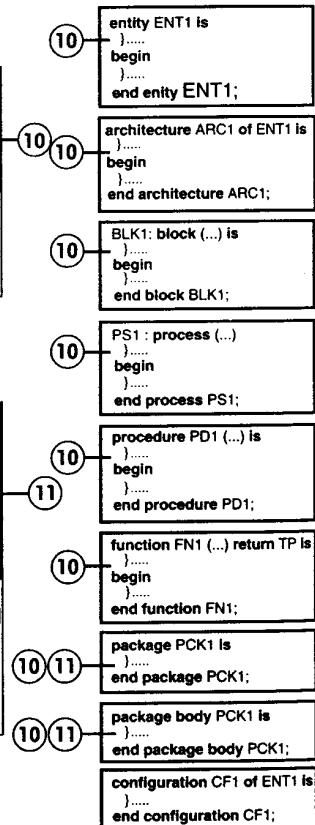 entity ENT1 is
10 }.....
begin
}.....
end enity ENT1;
10 10
architecture ARC1 of ENT1 is
}.....
begin
}.....
end architecture ARC1;
BLK1: block (...) is
10 }.....
begin
}.....
end block BLK1;
PS1 : process (...)
10 }.....
begin
}.....
end process PS1;
procedure PD1 (...) is
10 }.....
begin
}.....
end procedure PD1;
11
function FN1 (...) return TP is
10 }.....
begin
}.....
end function FN1;
package PCK1 is
10 11 }.....
end package PCK1;
package body PCK1 is
10 11 }.....
end package body PCK1;
configuration CF1 of ENT1 is
}.....
end configuration CF1;